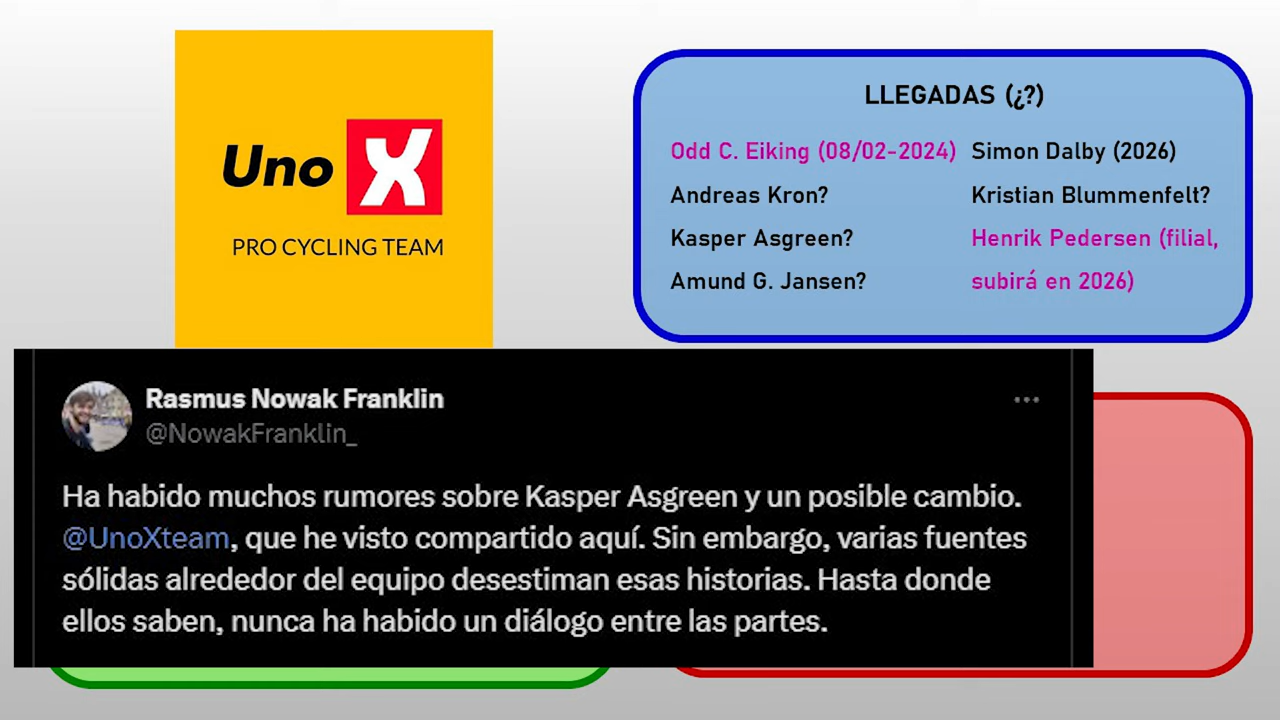 Uno X
PRO CYCLING TEAM
LLEGADAS (¿?)
Odd C. Eiking (08/02-2024)
Andreas Kron?
Kasper Asgreen?
Amund G. Jansen?
Simon Dalby (2026)
Kristian Blummenfelt?
Henrik Pedersen (filial,
subirá en 2026)
Rasmus Nowak Franklin
@NowakFranklin_
Ha habido muchos rumores sobre Kasper Asgreen y un posible cambio.
@UnoXteam, que he visto compartido aquí. Sin embargo, varias fuentes
sólidas alrededor del equipo desestiman esas historias. Hasta donde
ellos saben, nunca ha habido un diálogo entre las partes.